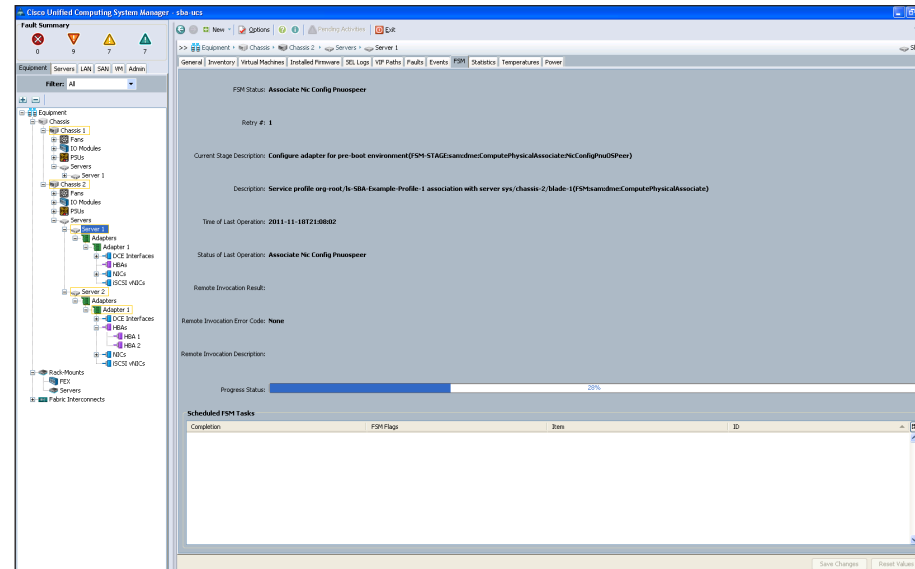 Cisco Unified Computing System Manager - sba-ucs
Fault Summary
0 9 7 7
New Options Pending Activities Exit
>> Equipment Chassis Chassis 2 Servers Server 1
Equipment Servers LAN SAN VM Admin
Filter: All
General Inventory Virtual Machines Installed Firmware SEL Logs VIF Paths Faults Events FSM Statistics Temperatures Power
Equipment
Chassis
Chassis 1
Fans
IO Modules
PSUs
Servers
Server 1
Chassis 2
Fans
IO Modules
PSUs
Servers
Server 1
Adapters
Adapter 1
DCE Interfaces
HBAs
NICs
iSCSI vNICs
Server 2
Adapters
Adapter 1
DCE Interfaces
HBAs
HBA 1
HBA 2
NICs
iSCSI vNICs
Rack-Mounts
FEX
Servers
Fabric Interconnects
FSM Status: Associate Nic Config Pnuospeer
Retry #: 1
Current Stage Description: Configure adapter for pre-boot environment(FSM-STAGE:sam:dme:ComputePhysicalAssociate:NicConfigPnuOSPeer)
Description: Service profile org-root/ls-SBA-Example-Profile-1 association with server sys/chassis-2/blade-1(FSM:sam:dme:ComputePhysicalAssociate)
Time of Last Operation: 2011-11-18T21:08:02
Status of Last Operation: Associate Nic Config Pnuospeer
Remote Invocation Result:
Remote Invocation Error Code: None
Remote Invocation Description:
Progress Status: 28%
Scheduled FSM Tasks
Completion FSM Flags Item ID
Save Changes Reset Values